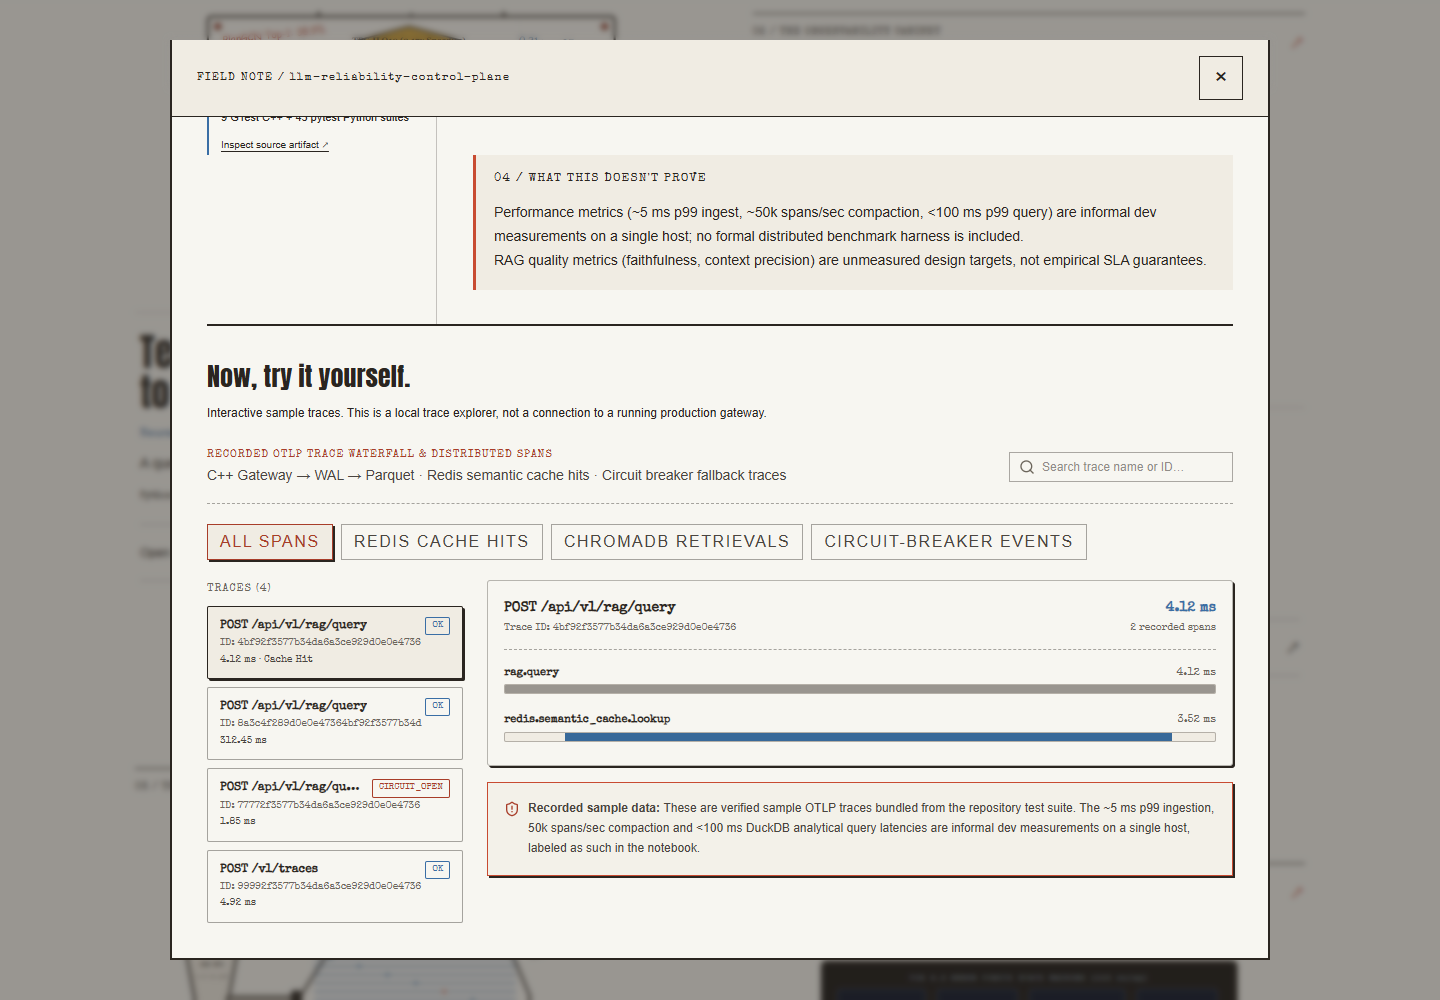 FIELD NOTE / llm-reliability-control-plane
×
9 GTest C++ + 45 pytest Python suites
Inspect source artifact ↗
04 / WHAT THIS DOESN'T PROVE
Performance metrics (~5 ms p99 ingest, ~50k spans/sec compaction, <100 ms p99 query) are informal dev
measurements on a single host; no formal distributed benchmark harness is included.
RAG quality metrics (faithfulness, context precision) are unmeasured design targets, not empirical SLA guarantees.
Now, try it yourself.
Interactive sample traces. This is a local trace explorer, not a connection to a running production gateway.
RECORDED OTLP TRACE WATERFALL & DISTRIBUTED SPANS
C++ Gateway → WAL → Parquet · Redis semantic cache hits · Circuit breaker fallback traces
Search trace name or ID...
ALL SPANS
REDIS CACHE HITS
CHROMADB RETRIEVALS
CIRCUIT-BREAKER EVENTS
TRACES (4)
POST /api/v1/rag/query
OK
ID: 4bf92f3577b34da6a3ce929d0e0e4736
4.12 ms · Cache Hit
POST /api/v1/rag/query
OK
ID: 8a3c4f289d0e0e47364bf92f3577b34d
312.45 ms
POST /api/v1/rag/qu...
CIRCUIT_OPEN
ID: 77772f3577b34da6a3ce929d0e0e4736
1.85 ms
POST /v1/traces
OK
ID: 99992f3577b34da6a3ce929d0e0e4736
4.92 ms
POST /api/v1/rag/query
4.12 ms
Trace ID: 4bf92f3577b34da6a3ce929d0e0e4736
2 recorded spans
rag.query
4.12 ms
redis.semantic_cache.lookup
3.52 ms
Recorded sample data: These are verified sample OTLP traces bundled from the repository test suite. The ~5 ms p99 ingestion,
50k spans/sec compaction and <100 ms DuckDB analytical query latencies are informal dev measurements on a single host,
labeled as such in the notebook.